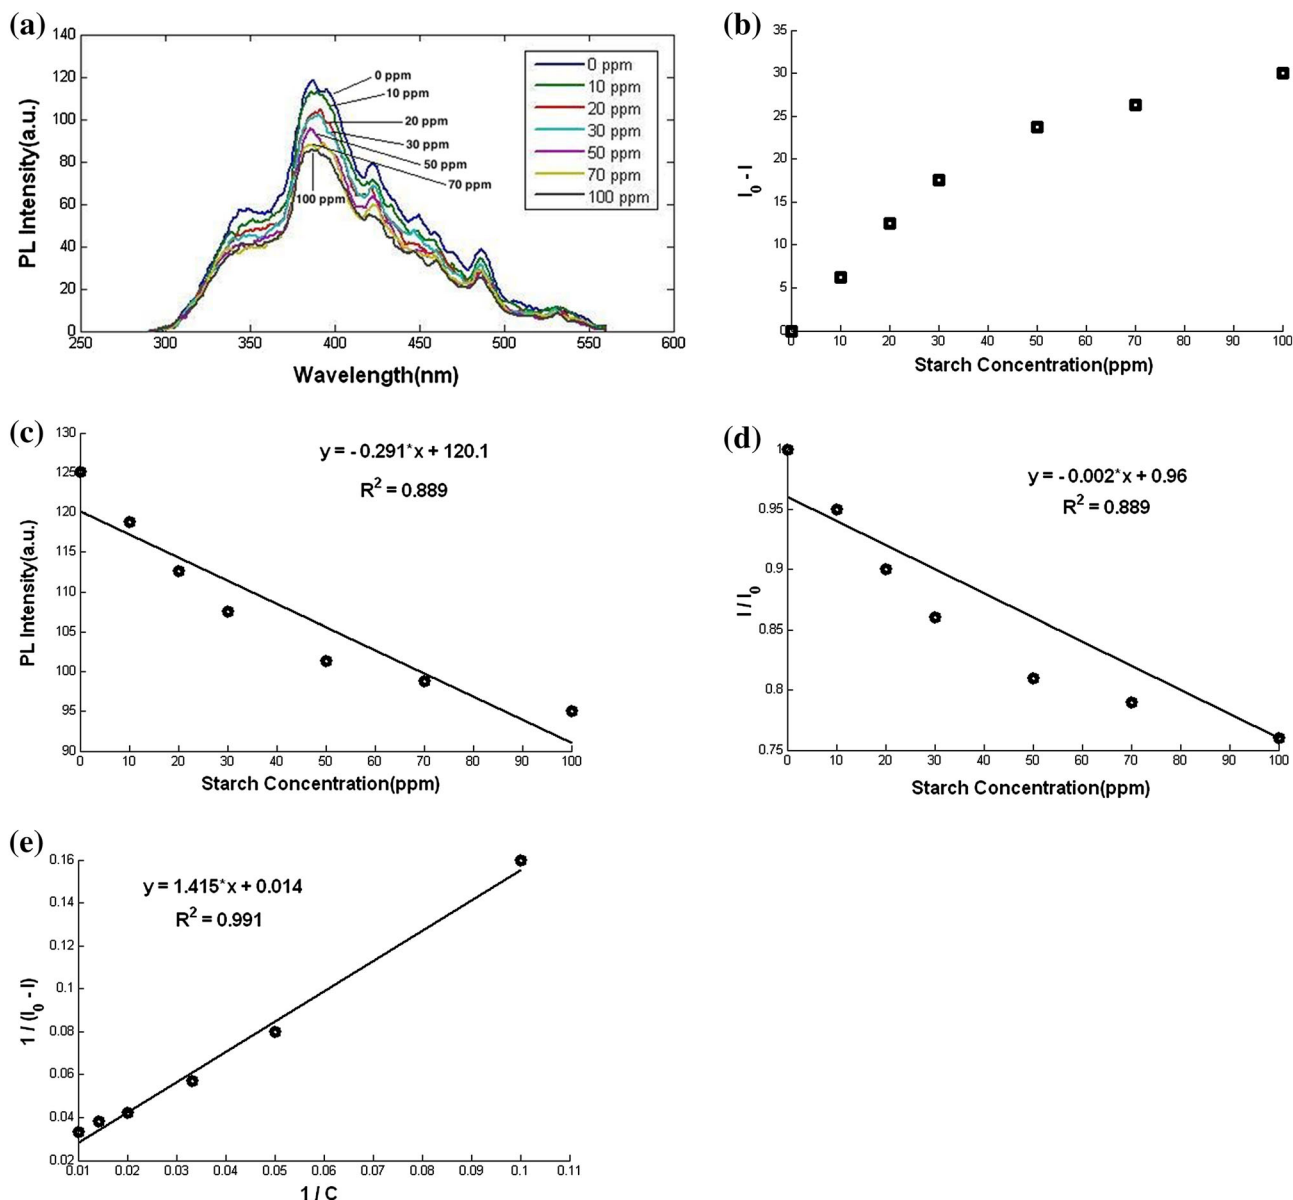 (a)
140
120
100
80
60
40
20
0
250 300 350 400 450 500 550 600
PL Intensity(a.u.)
Wavelength(nm)
0 ppm
10 ppm
20 ppm
30 ppm
50 ppm
70 ppm
100 ppm
0 ppm
10 ppm
20 ppm
30 ppm
50 ppm
70 ppm
100 ppm
(b)
35
30
25
20
15
10
5
0
0 10 20 30 40 50 60 70 80 90 100
I0 - I
Starch Concentration(ppm)
(c)
130
125
120
115
110
105
100
95
90
0 10 20 30 40 50 60 70 80 90 100
y = - 0.291*x + 120.1
R2 = 0.889
PL Intensity(a.u.)
Starch Concentration(ppm)
(d)
1
0.95
0.9
0.85
0.8
0.75
0 10 20 30 40 50 60 70 80 90 100
y = - 0.002*x + 0.96
R2 = 0.889
I / I0
Starch Concentration(ppm)
(e)
0.16
0.14
0.12
0.1
0.08
0.06
0.04
0.02
0.01 0.02 0.03 0.04 0.05 0.06 0.07 0.08 0.09 0.1 0.11
y = 1.415*x + 0.014
R2 = 0.991
1 / (I0 - I)
1 / C